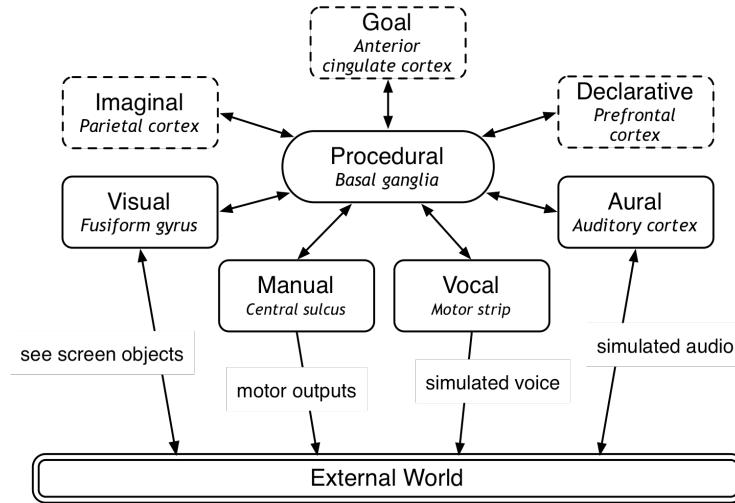 Goal
Anterior
cingulate cortex
Imaginal
Parietal cortex
Declarative
Prefrontal
cortex
Procedural
Basal ganglia
Visual
Fusiform gyrus
Aural
Auditory cortex
Manual
Central sulcus
Vocal
Motor strip
see screen objects
motor outputs
simulated voice
simulated audio
External World